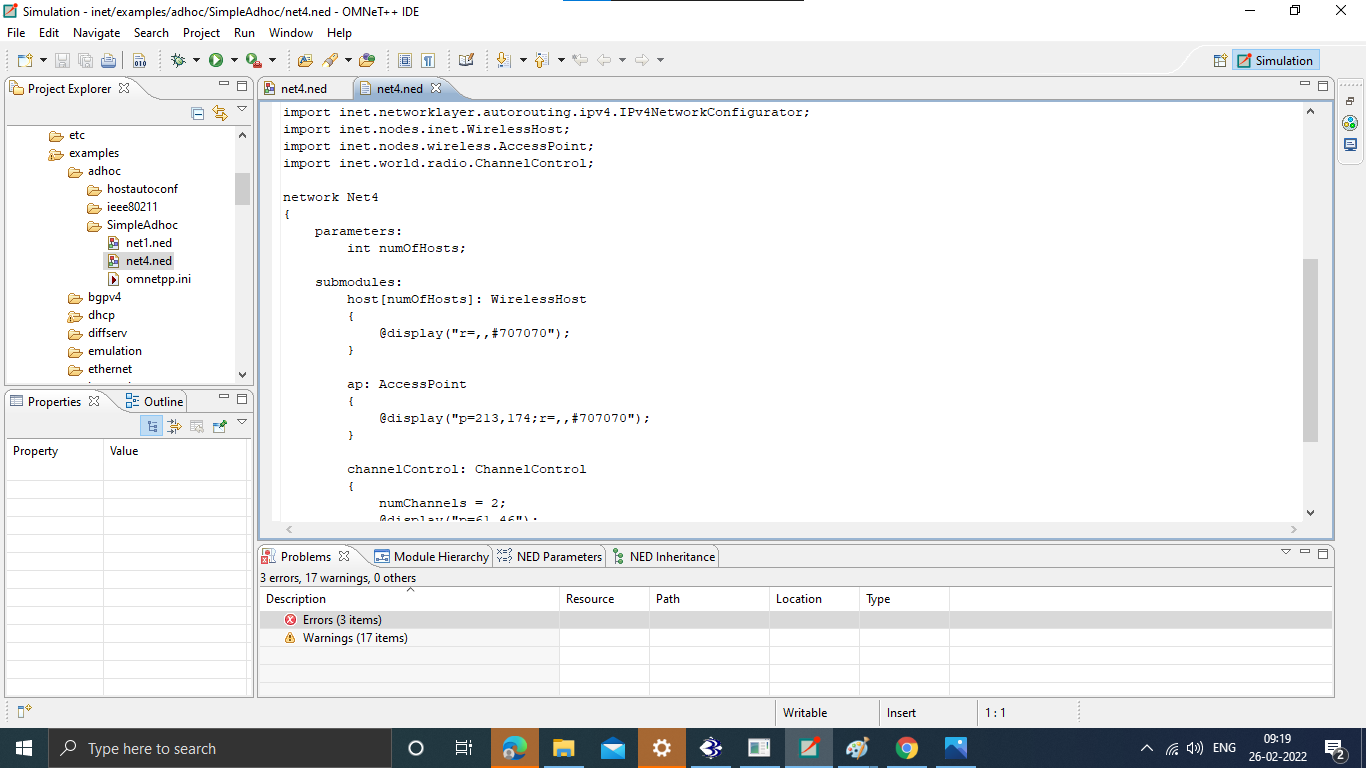 Simulation - inet/examples/adhoc/SimpleAdhoc/net4.ned - OMNeT++ IDE
File Edit Navigate Search Project Run Window Help
Simulation
Project Explorer
etc
examples
adhoc
hostautoconf
ieee80211
SimpleAdhoc
net1.ned
net4.ned
omnetpp.ini
bgpv4
dhcp
diffserv
emulation
ethernet
Properties Outline
Property Value
net4.ned net4.ned
import inet.networklayer.autorouting.ipv4.IPv4NetworkConfigurator;
import inet.nodes.inet.WirelessHost;
import inet.nodes.wireless.AccessPoint;
import inet.world.radio.ChannelControl;
network Net4
{
parameters:
int numOfHosts;
submodules:
host[numOfHosts]: WirelessHost
{
@display("r=,,#707070");
}
ap: AccessPoint
{
@display("p=213,174;r=,,#707070");
}
channelControl: ChannelControl
{
numChannels = 2;
@display("p=61,46");
Problems Module Hierarchy NED Parameters NED Inheritance
3 errors, 17 warnings, 0 others
Description Resource Path Location Type
Errors (3 items)
Warnings (17 items)
Writable Insert 1 : 1
Type here to search
ENG
09:19
26-02-2022
2